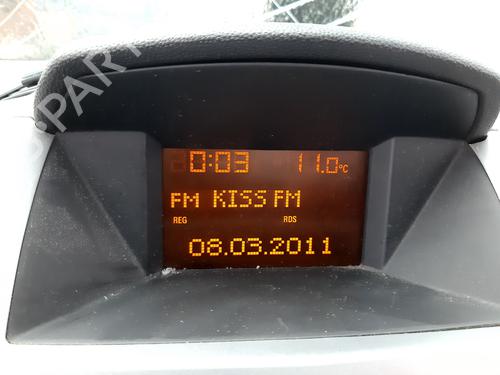 0:03 11.0°C
FM KISS FM
REG RDS
08.03.2011